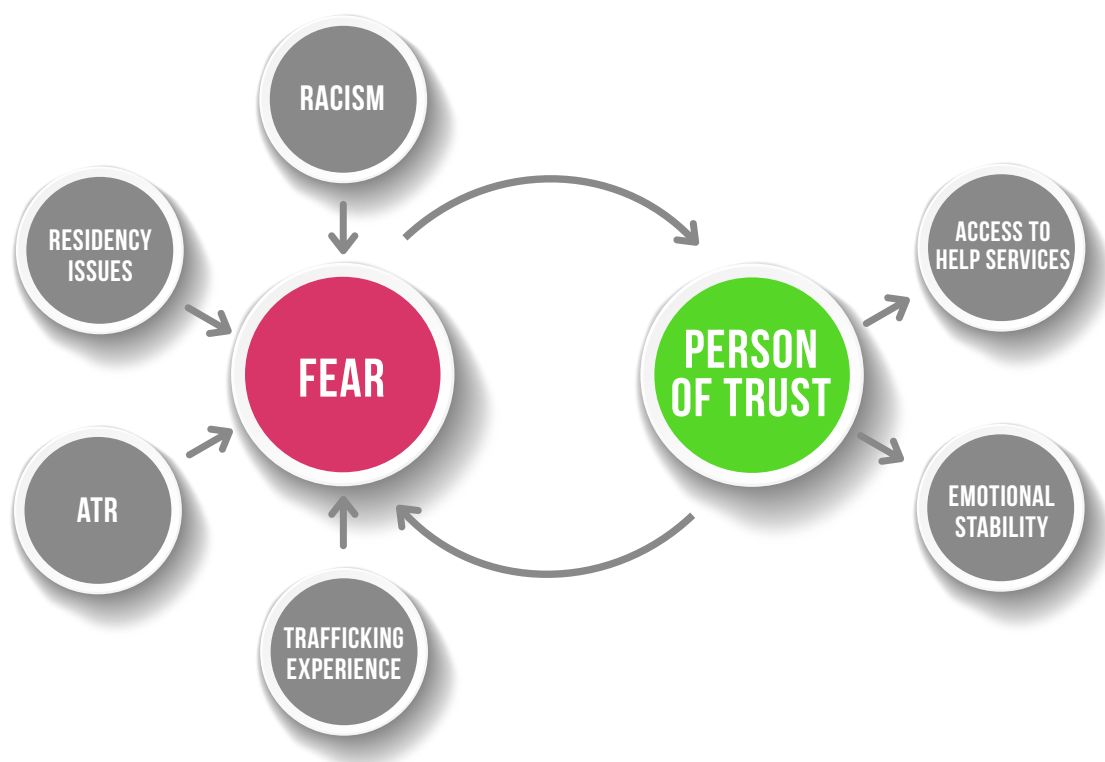 RACISM
RESIDENCY
ISSUES
ACCESS TO
HELP SERVICES
FEAR
PERSON
OF TRUST
ATR
EMOTIONAL
STABILITY
TRAFFICKING
EXPERIENCE